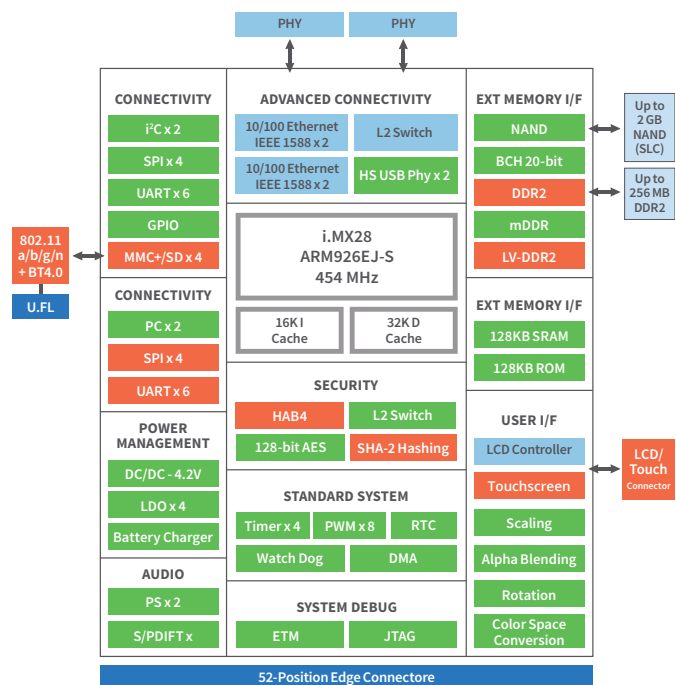 PHY
PHY
CONNECTIVITY
i²C x 2
SPI x 4
UART x 6
GPIO
MMC+/SD x 4
802.11
a/b/g/n
+ BT4.0
U.FL
CONNECTIVITY
PC x 2
SPI x 4
UART x 6
POWER
MANAGEMENT
DC/DC - 4.2V
LDO x 4
Battery Charger
AUDIO
PS x 2
S/PDIFT x
ADVANCED CONNECTIVITY
10/100 Ethernet
IEEE 1588 x 2
L2 Switch
10/100 Ethernet
IEEE 1588 x 2
HS USB Phy x 2
i.MX28
ARM926EJ-S
454 MHz
16K I
Cache
32K D
Cache
SECURITY
HAB4
L2 Switch
128-bit AES
SHA-2 Hashing
STANDARD SYSTEM
Timer x 4
PWM x 8
RTC
Watch Dog
DMA
SYSTEM DEBUG
ETM
JTAG
EXT MEMORY I/F
NAND
BCH 20-bit
DDR2
mDDR
LV-DDR2
Up to
2 GB
NAND
(SLC)
Up to
256 MB
DDR2
EXT MEMORY I/F
128KB SRAM
128KB ROM
USER I/F
LCD Controller
Touchscreen
Scaling
Alpha Blending
Rotation
Color Space
Conversion
LCD/
Touch
Connector
52-Position Edge Connectore